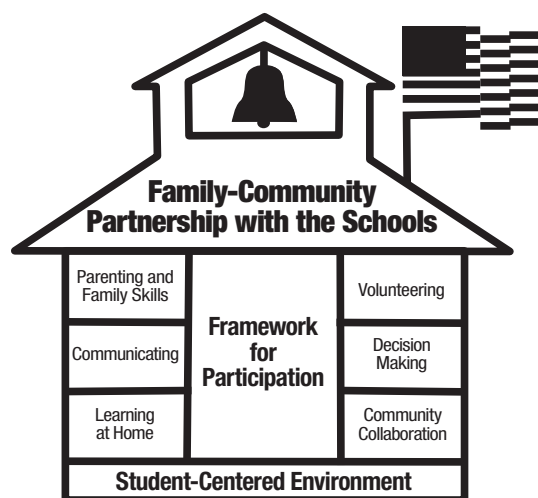 Family-Community
Partnership with the Schools
Parenting and
Family Skills
Communicating
Learning
at Home
Framework
for
Participation
Volunteering
Decision
Making
Community
Collaboration
Student-Centered Environment